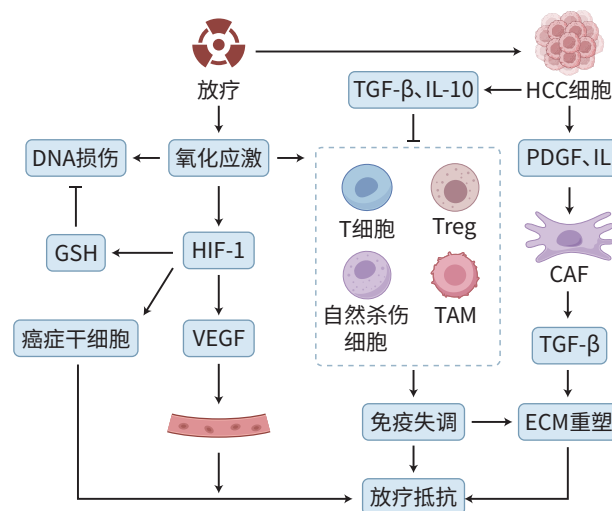 放疗
TGF-β、IL-10
HCC细胞
DNA损伤
氧化应激
PDGF、IL
T细胞
Treg
GSH
HIF-1
CAF
自然杀伤
细胞
TAM
癌症干细胞
VEGF
TGF-β
免疫失调
ECM重塑
放疗抵抗